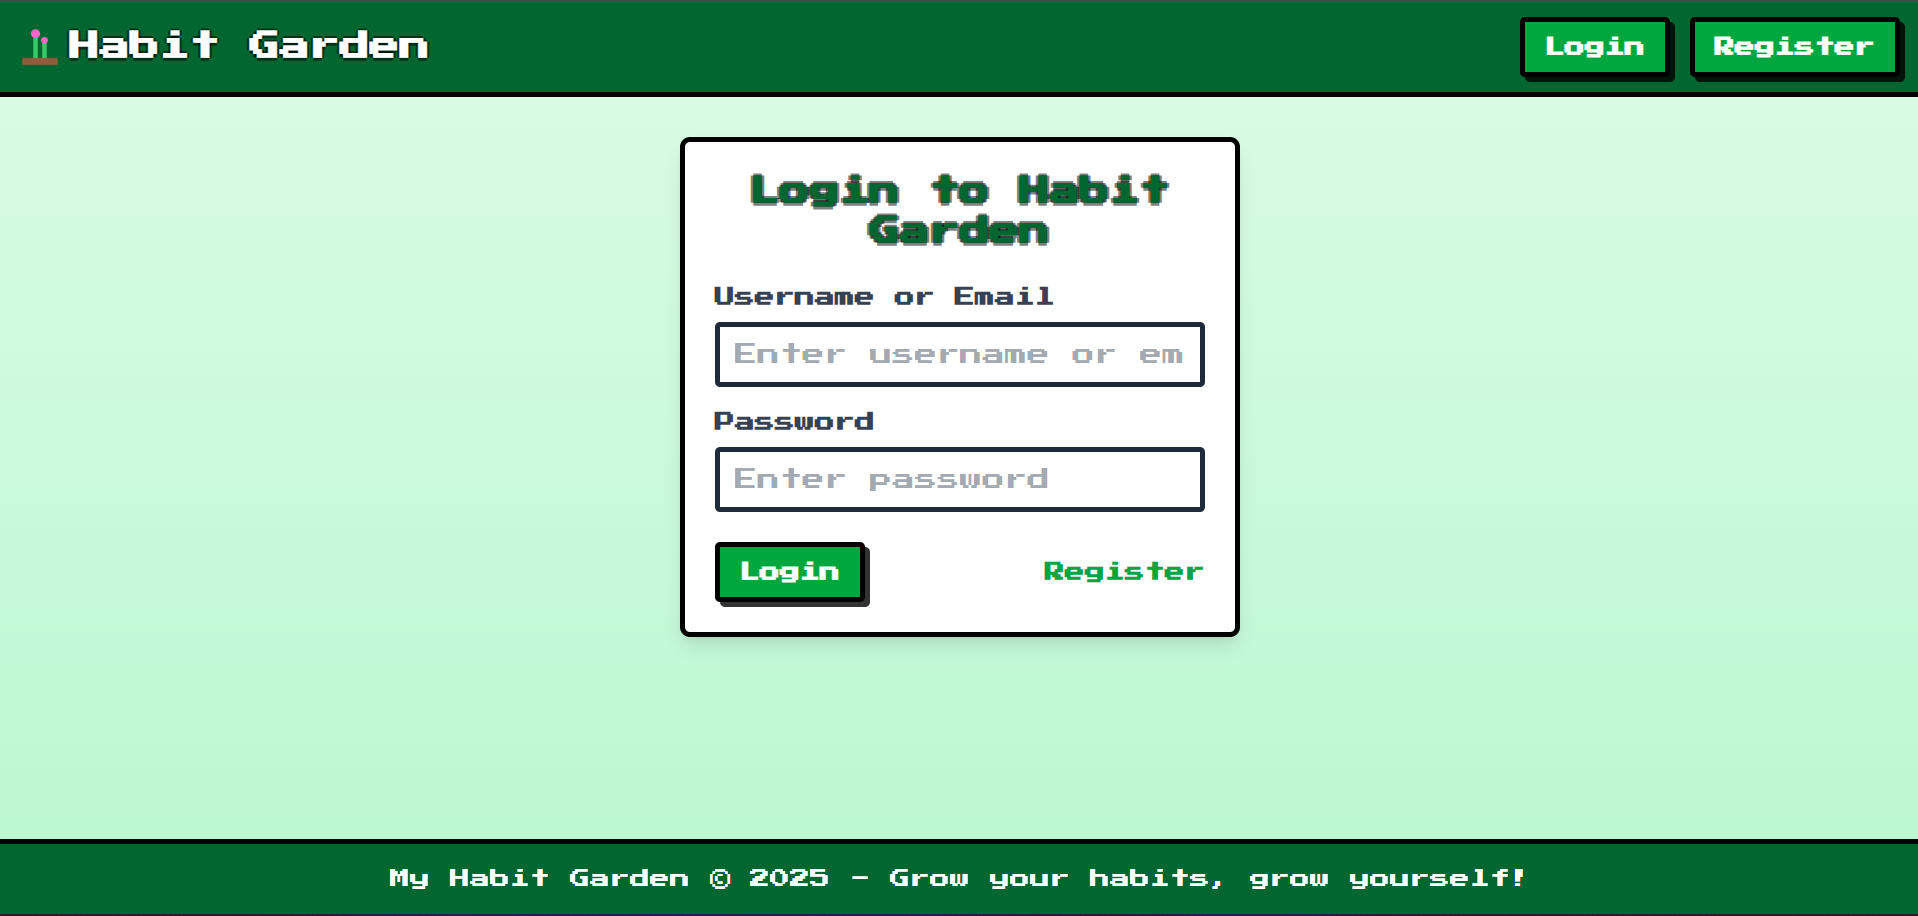 Habit Garden
Login
Register
Login to Habit
Garden
Username or Email
Enter username or em
Password
Enter password
Login
Register
My Habit Garden © 2025 - Grow your habits, grow yourself!